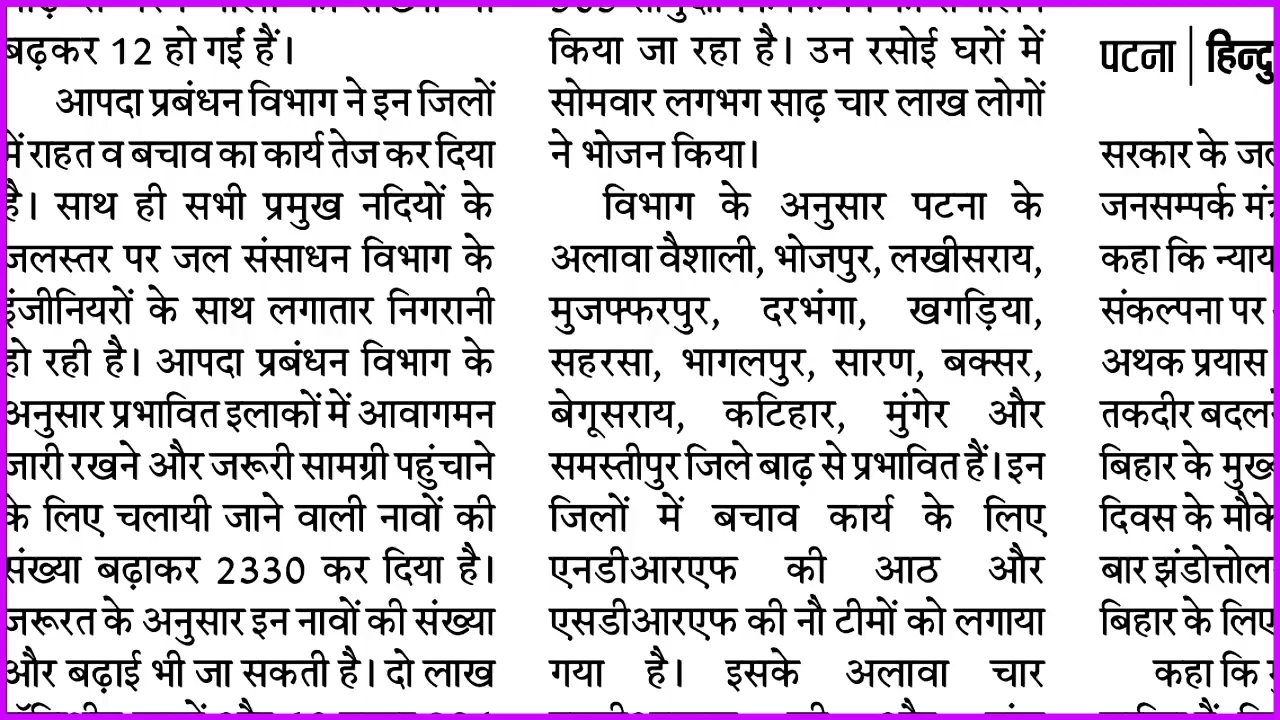 बढ़कर 12 हो गईं हैं।
आपदा प्रबंधन विभाग ने इन जिलों
में राहत व बचाव का कार्य तेज कर दिया
है। साथ ही सभी प्रमुख नदियों के
जलस्तर पर जल संसाधन विभाग के
इंजीनियरों के साथ लगातार निगरानी
हो रही है। आपदा प्रबंधन विभाग के
अनुसार प्रभावित इलाकों में आवागमन
जारी रखने और जरूरी सामग्री पहुंचाने
के लिए चलायी जाने वाली नावों की
संख्या बढ़ाकर 2330 कर दिया है।
जरूरत के अनुसार इन नावों की संख्या
और बढ़ाई भी जा सकती है। दो लाख
किया जा रहा है। उन रसोई घरों में
सोमवार लगभग साढ़ चार लाख लोगों
ने भोजन किया।
विभाग के अनुसार पटना के
अलावा वैशाली, भोजपुर, लखीसराय,
मुजफ्फरपुर, दरभंगा, खगड़िया,
सहरसा, भागलपुर, सारण, बक्सर,
बेगूसराय, कटिहार, मुंगेर और
समस्तीपुर जिले बाढ़ से प्रभावित हैं। इन
जिलों में बचाव कार्य के लिए
एनडीआरएफ की आठ और
एसडीआरएफ की नौ टीमों को लगाया
गया है। इसके अलावा चार
पटना |
सरकार के
जनसम्पर्क
कहा कि
संकल्पना पर
अथक प्रयास
तकदीर
बिहार के
दिवस के
बार
बिहार के
कहा कि